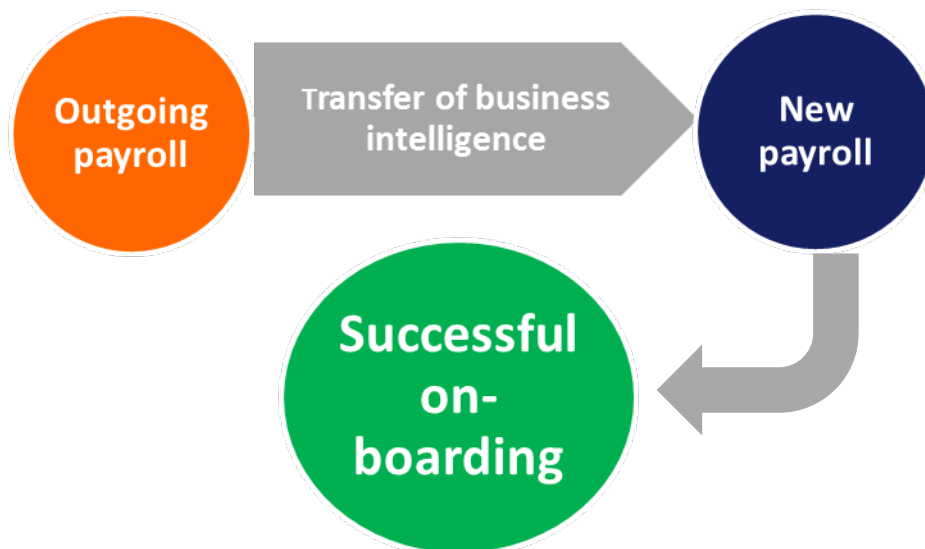 Outgoing
payroll
Transfer of business
intelligence
New
payroll
Successful
on-
boarding